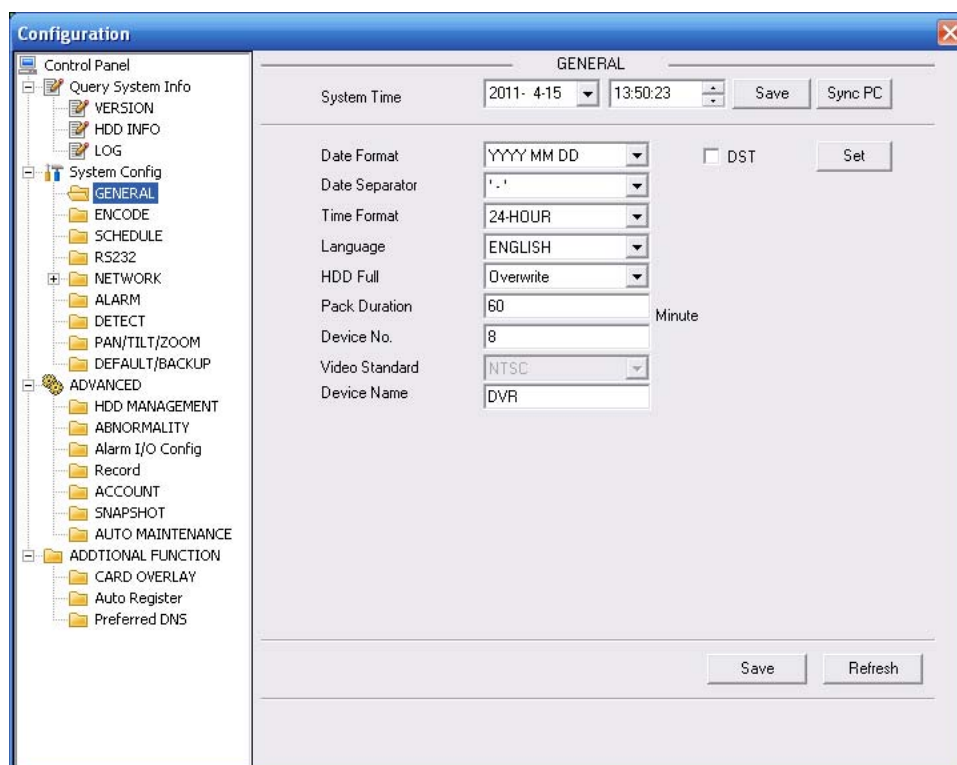 Configuration
Control Panel
Query System Info
VERSION
HDD INFO
LOG
System Config
GENERAL
ENCODE
SCHEDULE
RS232
NETWORK
ALARM
DETECT
PAN/TILT/ZOOM
DEFAULT/BACKUP
ADVANCED
HDD MANAGEMENT
ABNORMALITY
Alarm I/O Config
Record
ACCOUNT
SNAPSHOT
AUTO MAINTENANCE
ADDTIONAL FUNCTION
CARD OVERLAY
Auto Register
Preferred DNS
GENERAL
System Time 2011- 4-15 13:50:23 Save Sync PC
Date Format YYYY MM DD DST Set
Date Separator '-'
Time Format 24-HOUR
Language ENGLISH
HDD Full Overwrite
Pack Duration 60 Minute
Device No. 8
Video Standard NTSC
Device Name DVR
Save Refresh